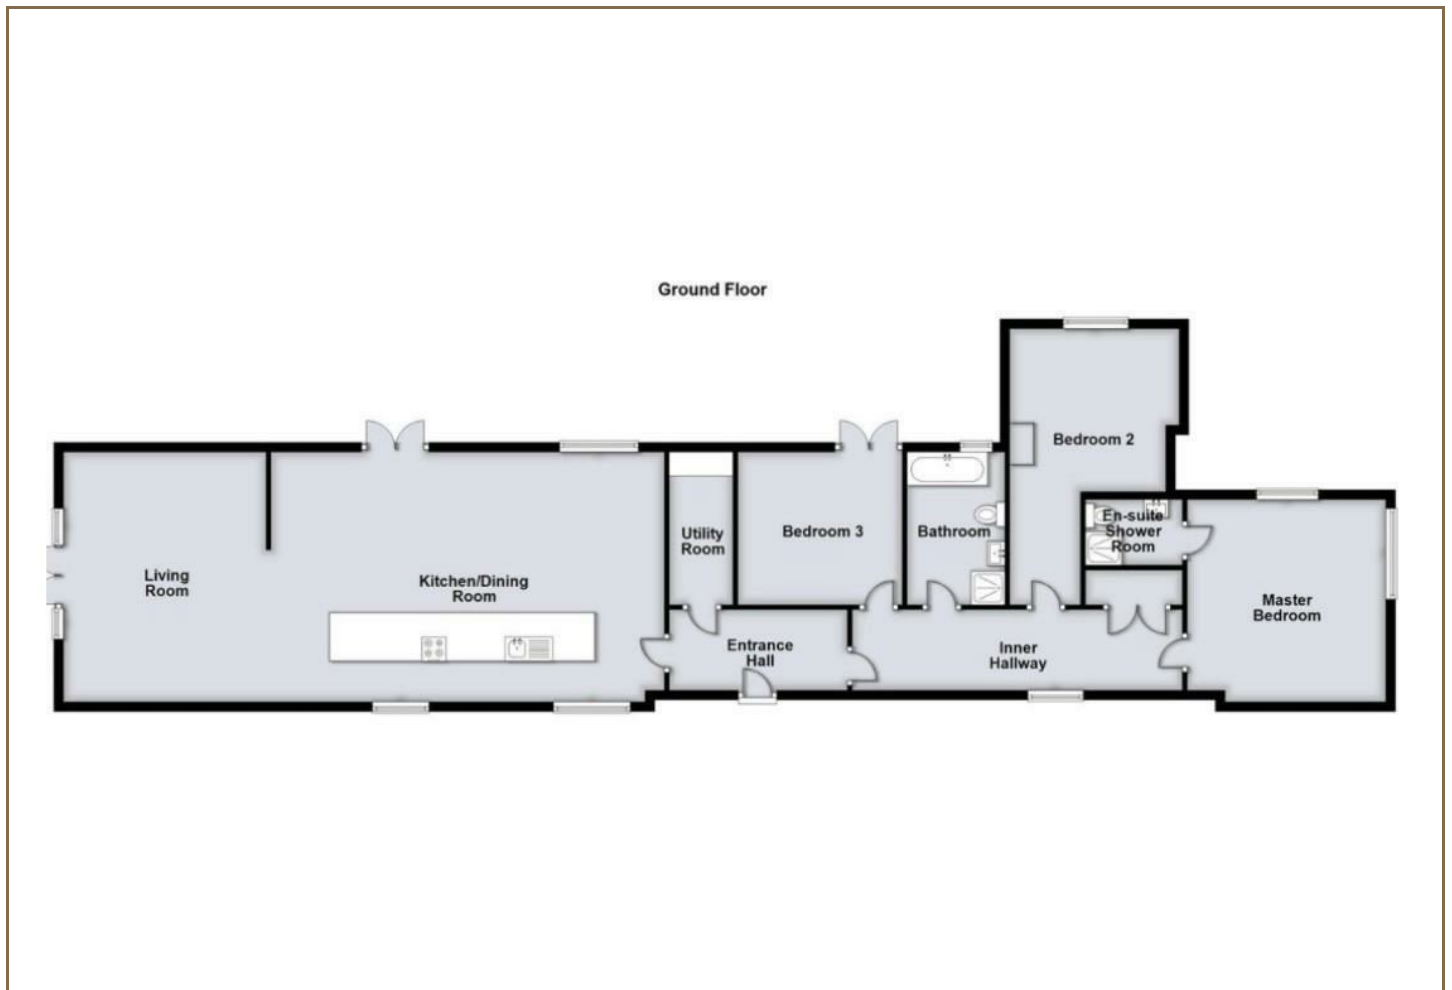 Ground Floor
Bedroom 2
En-suite
Shower
Room
Utility
Room
Bedroom 3
Bathroom
Living
Room
Kitchen/Dining
Room
Master
Bedroom
Entrance
Hall
Inner
Hallway